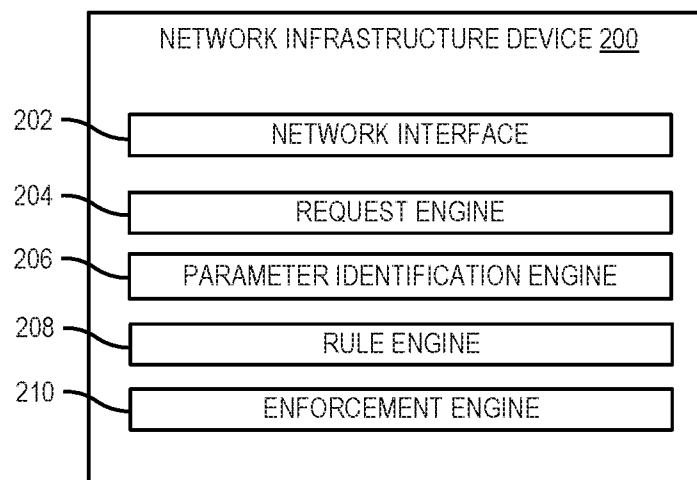 NETWORK INFRASTRUCTURE DEVICE 200
202 NETWORK INTERFACE
204 REQUEST ENGINE
206 PARAMETER IDENTIFICATION ENGINE
208 RULE ENGINE
210 ENFORCEMENT ENGINE